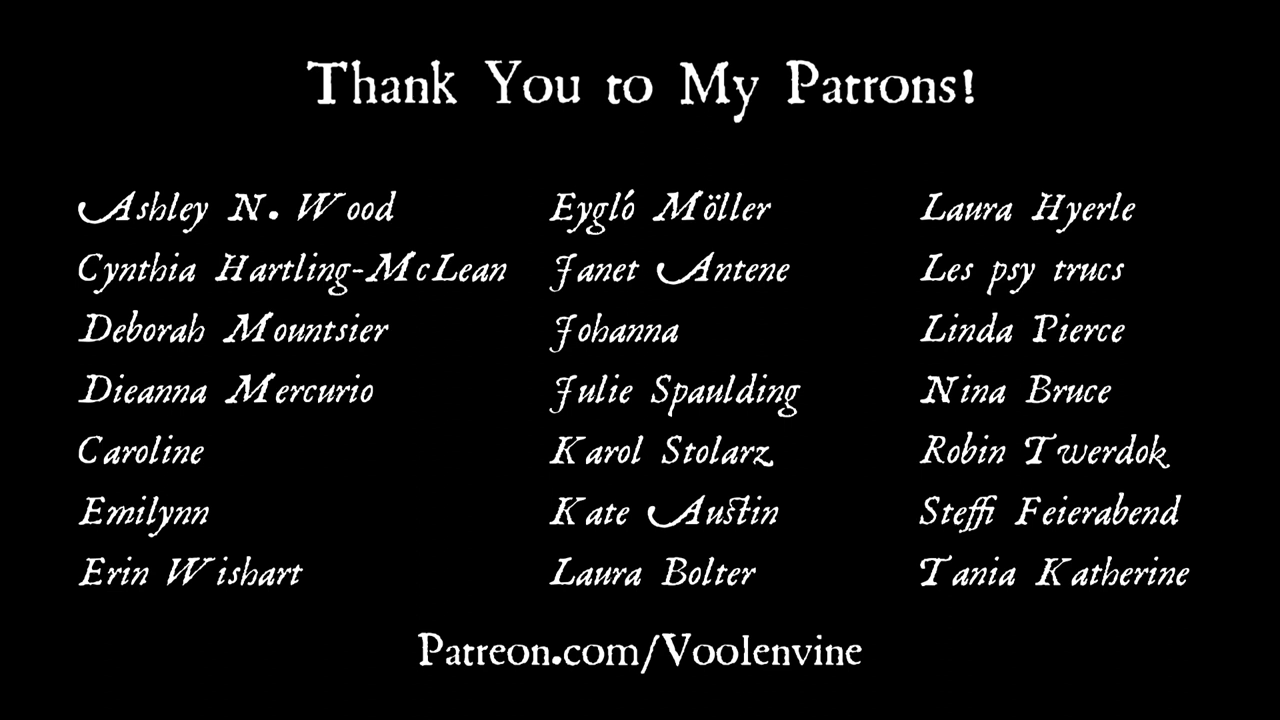 Thank You to My Patrons!
Ashley N. Wood
Cynthia Hartling-McLean
Deborah Mountsier
Dieanna Mercurio
Caroline
Emilynn
Erin Wishart
Eygló Möller
Janet Antene
Johanna
Julie Spaulding
Karol Stolarz
Kate Austin
Laura Bolter
Laura Hyerle
Les psy trucs
Linda Pierce
Nina Bruce
Robin Twerdok
Steffi Feierabend
Tania Katherine
Patreon.com/Voolenvine